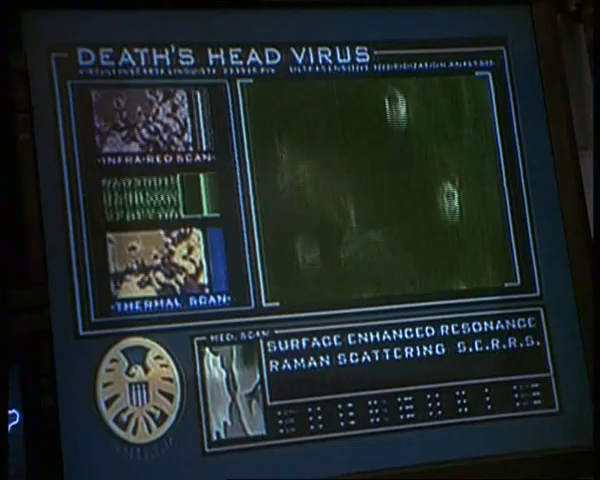 DEATH'S HEAD VIRUS
INFRA-RED SCAN
THERMAL SCAN
MED. SCAN
SURFACE ENHANCED RESONANCE
RAMAN SCATTERING S.E.R.R.S.